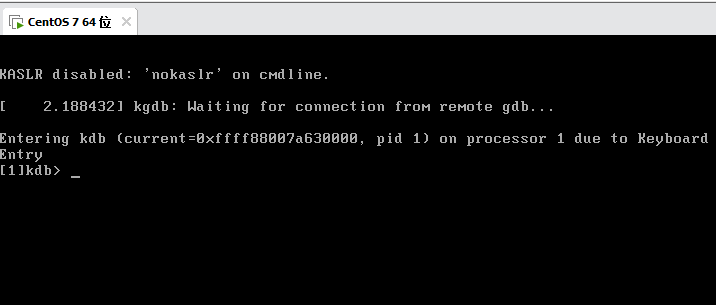 CentOS 7 64 位
KASLR disabled: 'nokaslr' on cmdline.
[    2.188432] kgdb: Waiting for connection from remote gdb...
Entering kdb (current=0xffff88007a630000, pid 1) on processor 1 due to Keyboard
Entry
[1]kdb> _